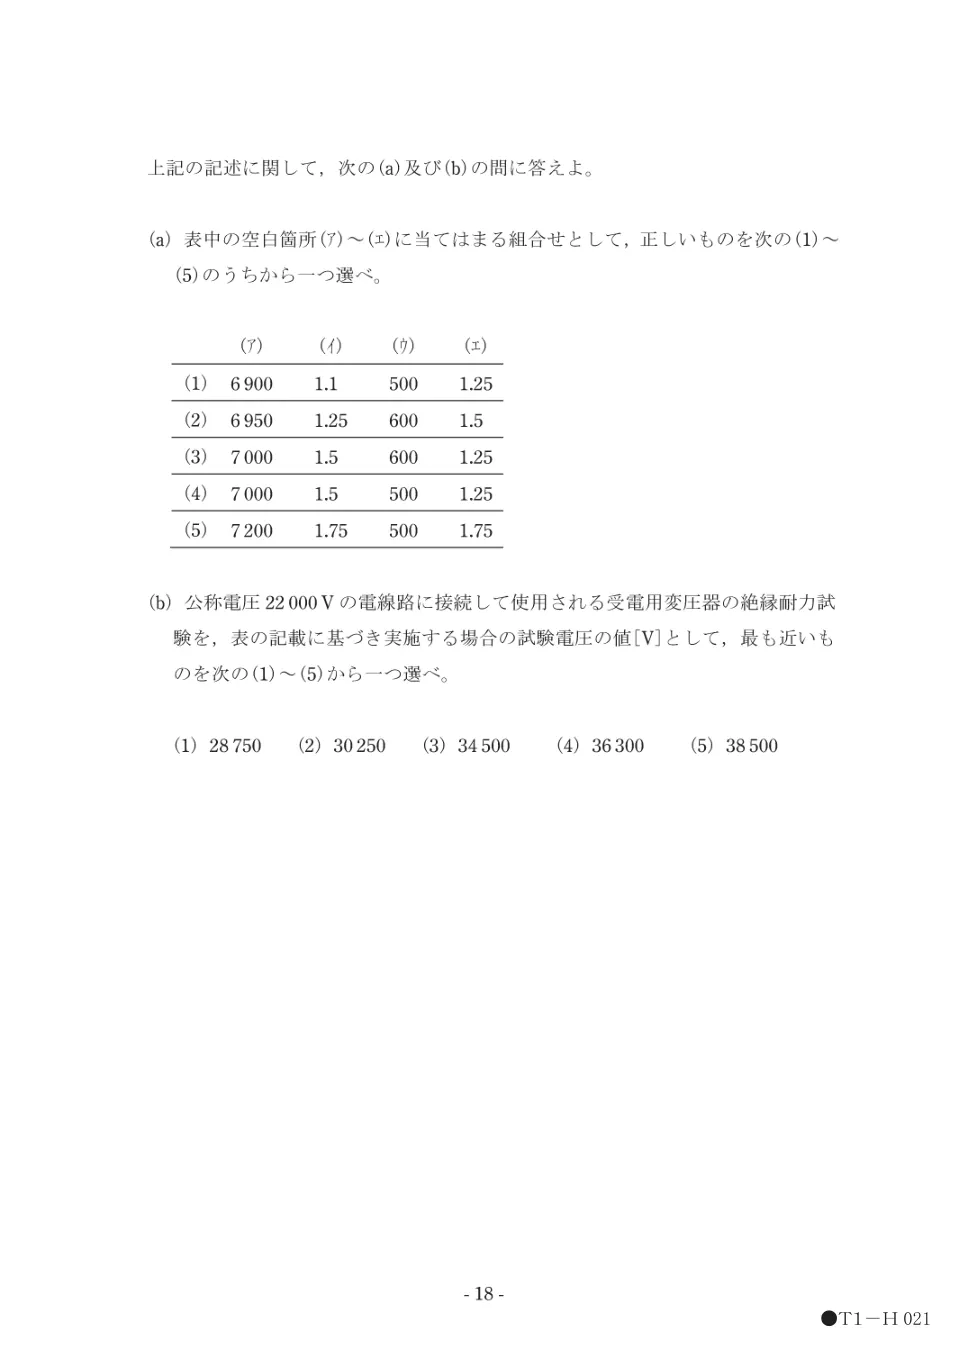 上記の記述に関して，次の(a)及び(b)の問に答えよ。
(a) 表中の空白箇所(ｱ)～(ｴ)に当てはまる組合せとして，正しいものを次の(1)～
(5)のうちから一つ選べ。
(ｱ) (ｲ) (ｳ) (ｴ)
(1) 6 900 1.1 500 1.25
(2) 6 950 1.25 600 1.5
(3) 7 000 1.5 600 1.25
(4) 7 000 1.5 500 1.25
(5) 7 200 1.75 500 1.75
(b) 公称電圧 22 000 V の電線路に接続して使用される受電用変圧器の絶縁耐力試
験を，表の記載に基づき実施する場合の試験電圧の値[V]として，最も近いも
のを次の(1)～(5)から一つ選べ。
(1) 28 750 (2) 30 250 (3) 34 500 (4) 36 300 (5) 38 500
- 18 -
●T1－H 021